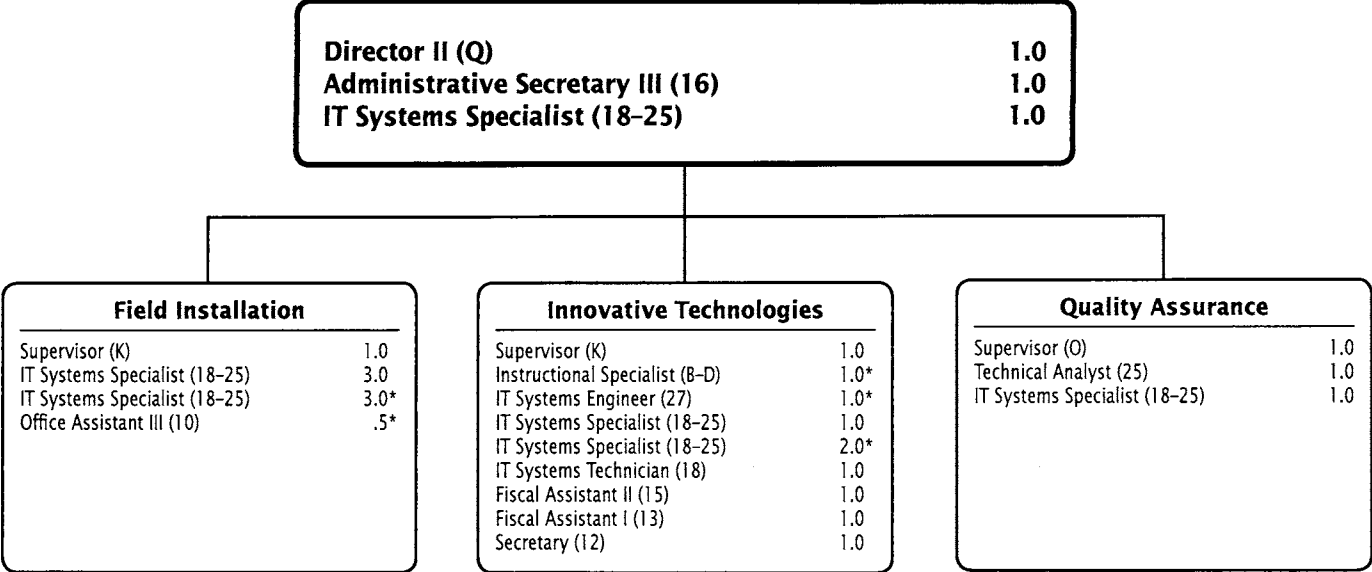 Director II (Q) 1.0
Administrative Secretary III (16) 1.0
IT Systems Specialist (18–25) 1.0
Field Installation
Supervisor (K) 1.0
IT Systems Specialist (18–25) 3.0
IT Systems Specialist (18–25) 3.0*
Office Assistant III (10) .5*
Innovative Technologies
Supervisor (K) 1.0
Instructional Specialist (B–D) 1.0*
IT Systems Engineer (27) 1.0*
IT Systems Specialist (18–25) 1.0
IT Systems Specialist (18–25) 2.0*
IT Systems Technician (18) 1.0
Fiscal Assistant II (15) 1.0
Fiscal Assistant I (13) 1.0
Secretary (12) 1.0
Quality Assurance
Supervisor (O) 1.0
Technical Analyst (25) 1.0
IT Systems Specialist (18–25) 1.0